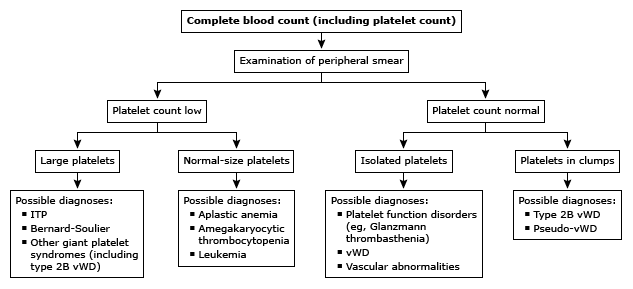 Complete blood count (including platelet count)
Examination of peripheral smear
Platelet count low
Platelet count normal
Large platelets
Normal-size platelets
Isolated platelets
Platelets in clumps
Possible diagnoses:
▪ ITP
▪ Bernard-Soulier
▪ Other giant platelet
syndromes (including
type 2B vWD)
Possible diagnoses:
▪ Aplastic anemia
▪ Amegakaryocytic
thrombocytopenia
▪ Leukemia
Possible diagnoses:
▪ Platelet function disorders
(eg, Glanzmann
thrombasthenia)
▪ vWD
▪ Vascular abnormalities
Possible diagnoses:
▪ Type 2B vWD
▪ Pseudo-vWD